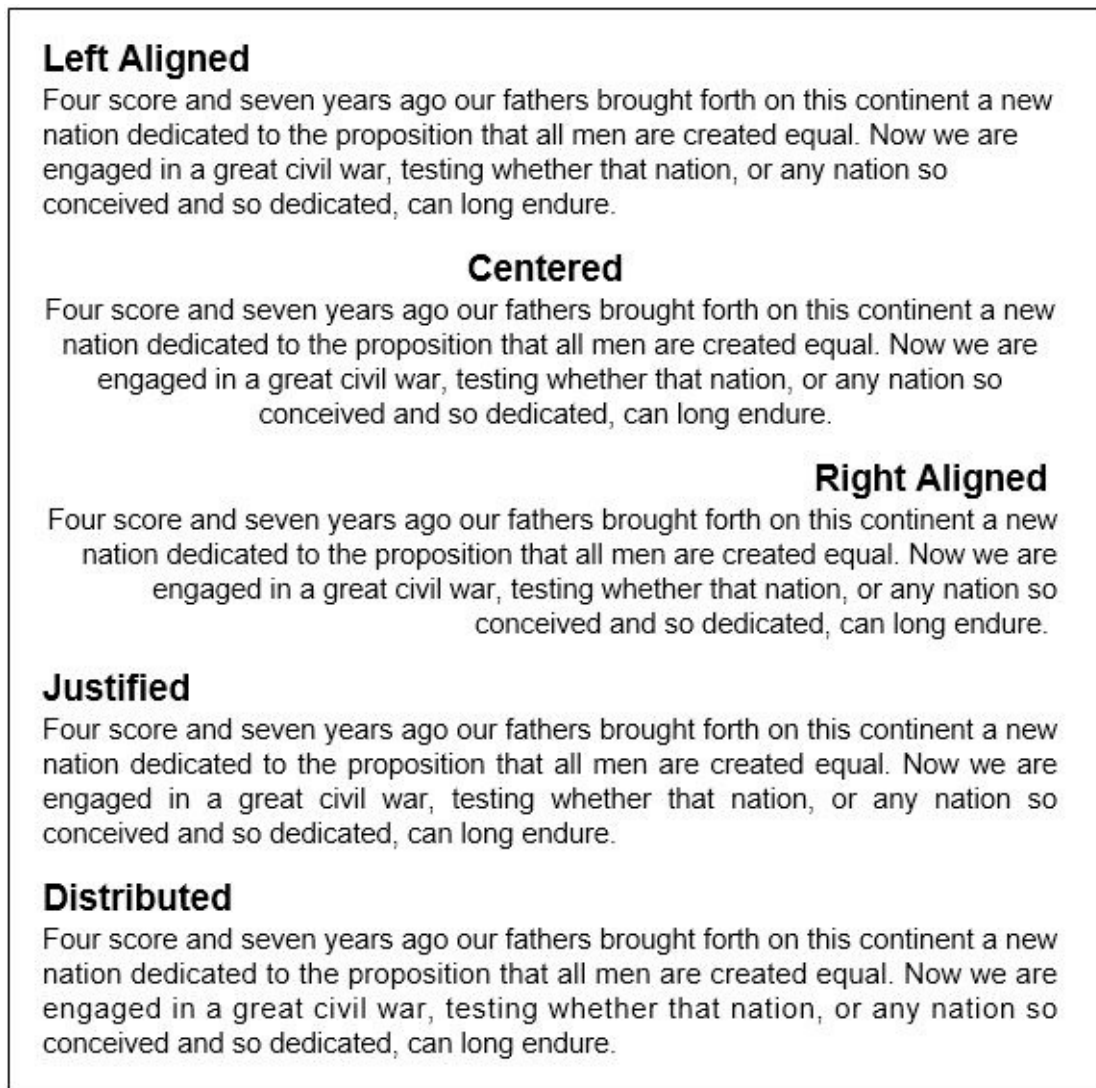 Left Aligned
Four score and seven years ago our fathers brought forth on this continent a new
nation dedicated to the proposition that all men are created equal. Now we are
engaged in a great civil war, testing whether that nation, or any nation so
conceived and so dedicated, can long endure.
Centered
Four score and seven years ago our fathers brought forth on this continent a new
nation dedicated to the proposition that all men are created equal. Now we are
engaged in a great civil war, testing whether that nation, or any nation so
conceived and so dedicated, can long endure.
Right Aligned
Four score and seven years ago our fathers brought forth on this continent a new
nation dedicated to the proposition that all men are created equal. Now we are
engaged in a great civil war, testing whether that nation, or any nation so
conceived and so dedicated, can long endure.
Justified
Four score and seven years ago our fathers brought forth on this continent a new
nation dedicated to the proposition that all men are created equal. Now we are
engaged in a great civil war, testing whether that nation, or any nation so
conceived and so dedicated, can long endure.
Distributed
Four score and seven years ago our fathers brought forth on this continent a new
nation dedicated to the proposition that all men are created equal. Now we are
engaged in a great civil war, testing whether that nation, or any nation so
conceived and so dedicated, can long endure.